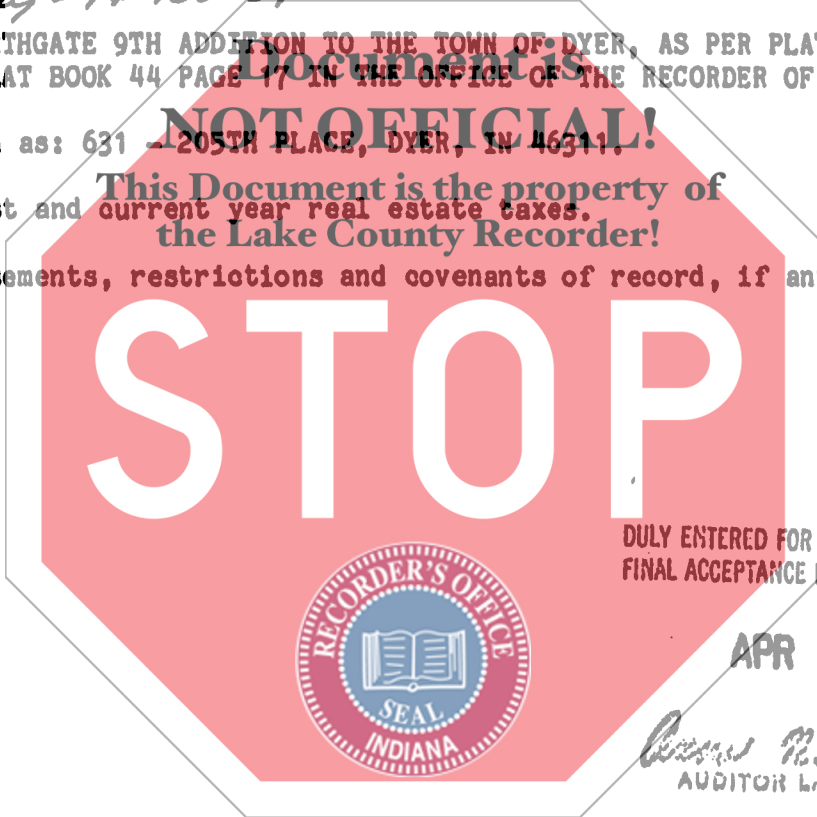 THGATE 9TH ADDITION TO THE TOWN OF DYER, AS PER PLA
Document is
AT BOOK 44 PAGE 77 IN THE OFFICE OF THE RECORDER OF
NOT OFFICIAL!
as: 631 - 205TH PLACE, DYER, IN 46311.
This Document is the property of
t and current year real estate taxes.
the Lake County Recorder!
ements, restrictions and covenants of record, if an
STOP
DULY ENTERED FOR
FINAL ACCEPTANCE
RECORDER'S OFFICE
SEAL
INDIANA
APR
AUDITOR LA